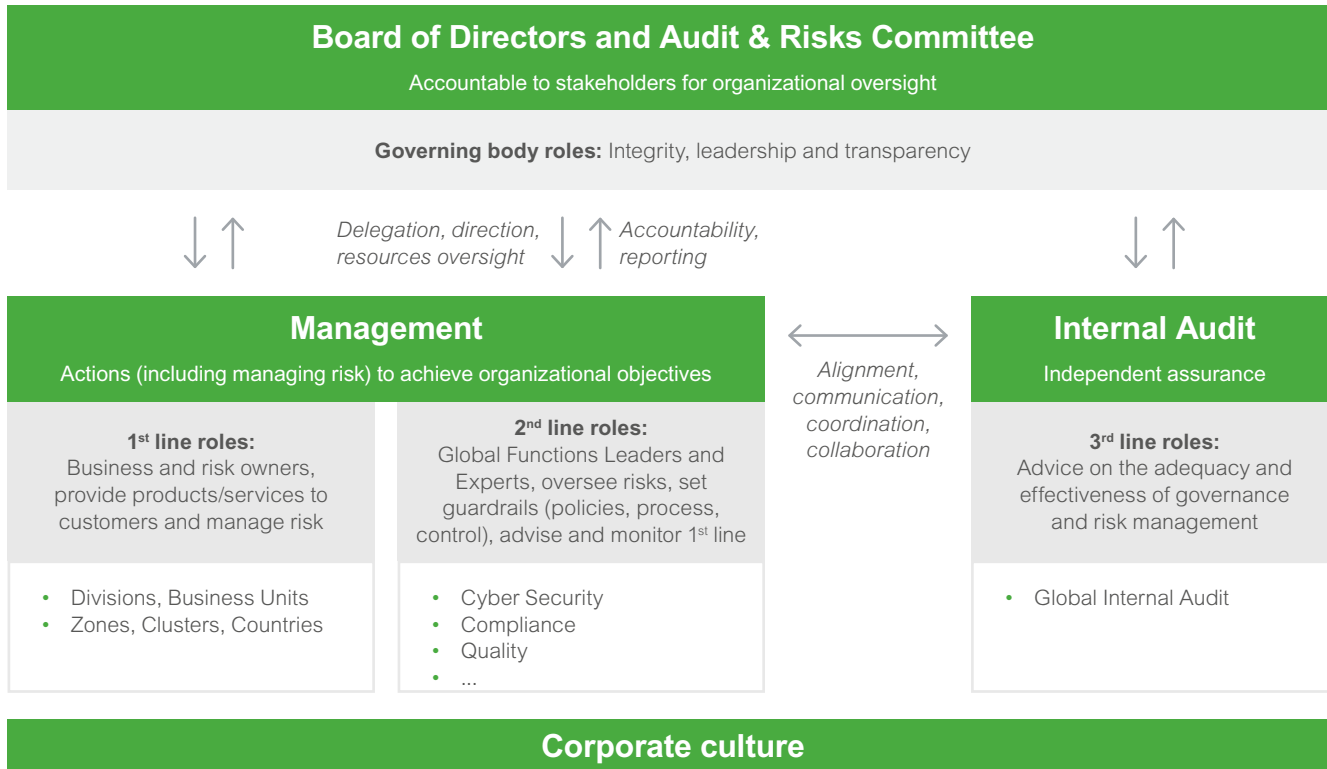 Board of Directors and Audit & Risks Committee
Accountable to stakeholders for organizational oversight
Governing body roles: Integrity, leadership and transparency
Delegation, direction,
resources oversight
Accountability,
reporting
Management
Actions (including managing risk) to achieve organizational objectives
1st line roles:
Business and risk owners,
provide products/services to
customers and manage risk
• Divisions, Business Units
• Zones, Clusters, Countries
2nd line roles:
Global Functions Leaders and
Experts, oversee risks, set
guardrails (policies, process,
control), advise and monitor 1st line
• Cyber Security
• Compliance
• Quality
• ...
Alignment,
communication,
coordination,
collaboration
Internal Audit
Independent assurance
3rd line roles:
Advice on the adequacy and
effectiveness of governance
and risk management
• Global Internal Audit
Corporate culture